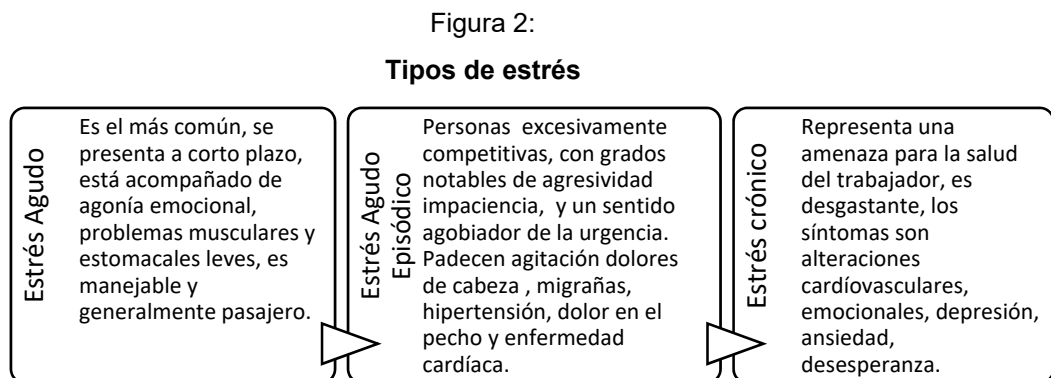 Figura 2:
Tipos de estrés
Estrés Agudo
Es el más común, se
presenta a corto plazo,
está acompañado de
agonía emocional,
problemas musculares y
estomacales leves, es
manejable y
generalmente pasajero.
Estrés Agudo
Episódico
Personas excesivamente
competitivas, con grados
notables de agresividad
impaciencia, y un sentido
agobiador de la urgencia.
Padecen agitación dolores
de cabeza , migrañas,
hipertensión, dolor en el
pecho y enfermedad
cardíaca.
Estrés crónico
Representa una
amenaza para la salud
del trabajador, es
desgastante, los
síntomas son
alteraciones
cardíovasculares,
emocionales, depresión,
ansiedad,
desesperanza.